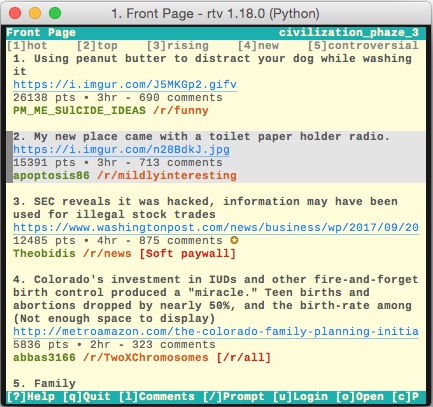 1. Front Page - rtv 1.18.0 (Python)
Front Page civilization_phaze_3
[1]hot [2]top [3]rising [4]new [5]controversial
1. Using peanut butter to distract your dog while washing
it
https://i.imgur.com/J5MKGp2.gifv
26138 pts • 3hr - 690 comments
PM_ME_SUlCIDE_IDEAS /r/funny
2. My new place came with a toilet paper holder radio.
https://i.imgur.com/n28BdkJ.jpg
15391 pts • 3hr - 713 comments
apoptosis86 /r/mildlyinteresting
3. SEC reveals it was hacked, information may have been
used for illegal stock trades
https://www.washingtonpost.com/news/business/wp/2017/09/20
12485 pts • 4hr - 875 comments ✪
Theobidis /r/news [Soft paywall]
4. Colorado's investment in IUDs and other fire-and-forget
birth control produced a "miracle." Teen births and
abortions dropped by nearly 50%, and the birth-rate among
(Not enough space to display)
http://metroamazon.com/the-colorado-family-planning-initia
5836 pts • 2hr - 323 comments
abbas3166 /r/TwoXChromosomes [/r/all]
5. Family
[?]Help [q]Quit [l]Comments [/]Prompt [u]Login [o]Open [c]P